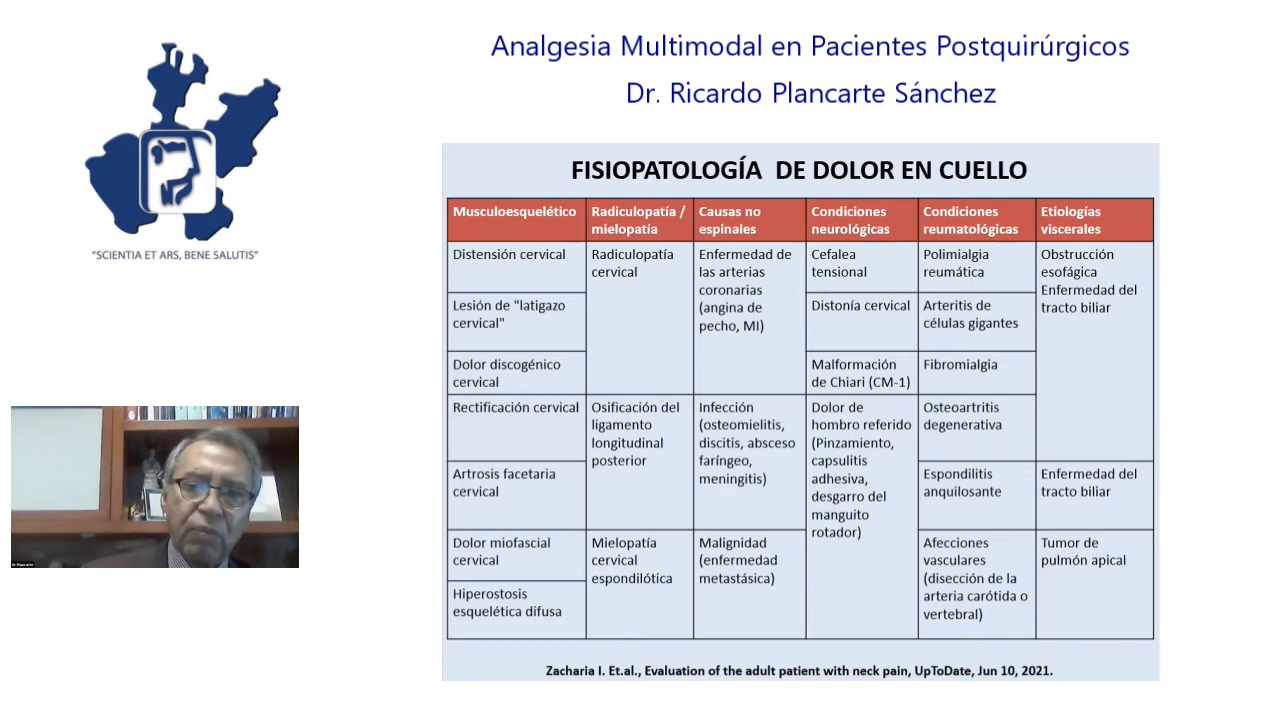 Analgesia Multimodal en Pacientes Postquirúrgicos
Dr. Ricardo Plancarte Sánchez
"SCIENTIA ET ARS, BENE SALUTIS"
FISIOPATOLOGÍA DE DOLOR EN CUELLO
Musculoesquelético
Radiculopatía /
mielopatía
Causas no
espinales
Condiciones
neurológicas
Condiciones
reumatológicas
Etiologías
viscerales
Distensión cervical
Radiculopatía
cervical
Enfermedad de
las arterias
coronarias
(angina de
pecho, MI)
Cefalea
tensional
Polimialgia
reumática
Obstrucción
esofágica
Enfermedad del
tracto biliar
Lesión de "latigazo
cervical"
Distonía cervical
Arteritis de
células gigantes
Dolor discogénico
cervical
Malformación
de Chiari (CM-1)
Fibromialgia
Rectificación cervical
Osificación del
ligamento
longitudinal
posterior
Infección
(osteomielitis,
discitis, absceso
faríngeo,
meningitis)
Dolor de
hombro referido
(Pinzamiento,
capsulitis
adhesiva,
desgarro del
manguito
rotador)
Osteoartritis
degenerativa
Artrosis facetaria
cervical
Espondilitis
anquilosante
Enfermedad del
tracto biliar
Dolor miofascial
cervical
Mielopatía
cervical
espondilótica
Malignidad
(enfermedad
metastásica)
Afecciones
vasculares
(disección de la
arteria carótida o
vertebral)
Tumor de
pulmón apical
Hiperostosis
esquelética difusa
Zacharia I. Et.al., Evaluation of the adult patient with neck pain, UpToDate, Jun 10, 2021.
Dr Plancarte